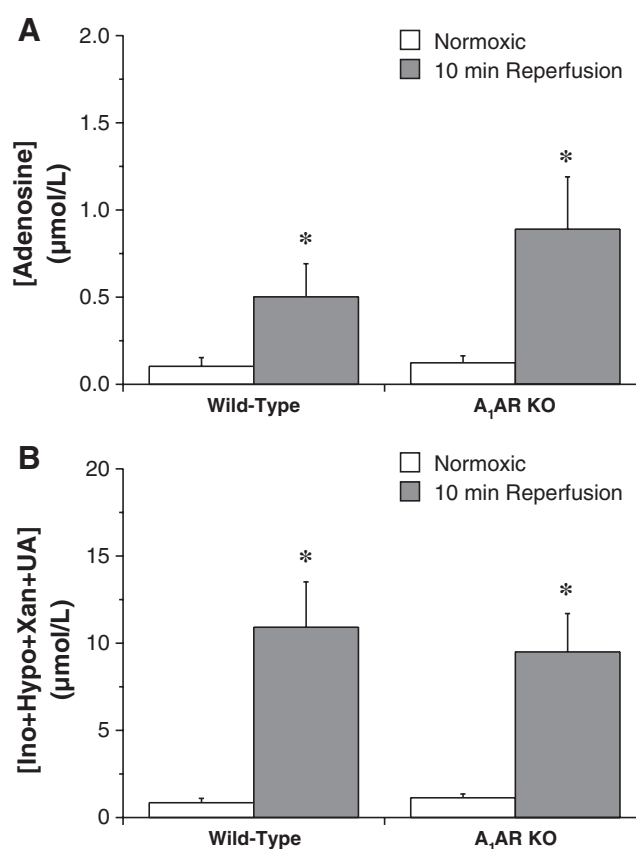 A
2.0
1.5
1.0
0.5
0.0
[Adenosine]
(µmol/L)
Normoxic
10 min Reperfusion
*
*
Wild-Type
A₁AR KO
B
20
15
10
5
0
[Ino+Hypo+Xan+UA]
(µmol/L)
Normoxic
10 min Reperfusion
*
*
Wild-Type
A₁AR KO